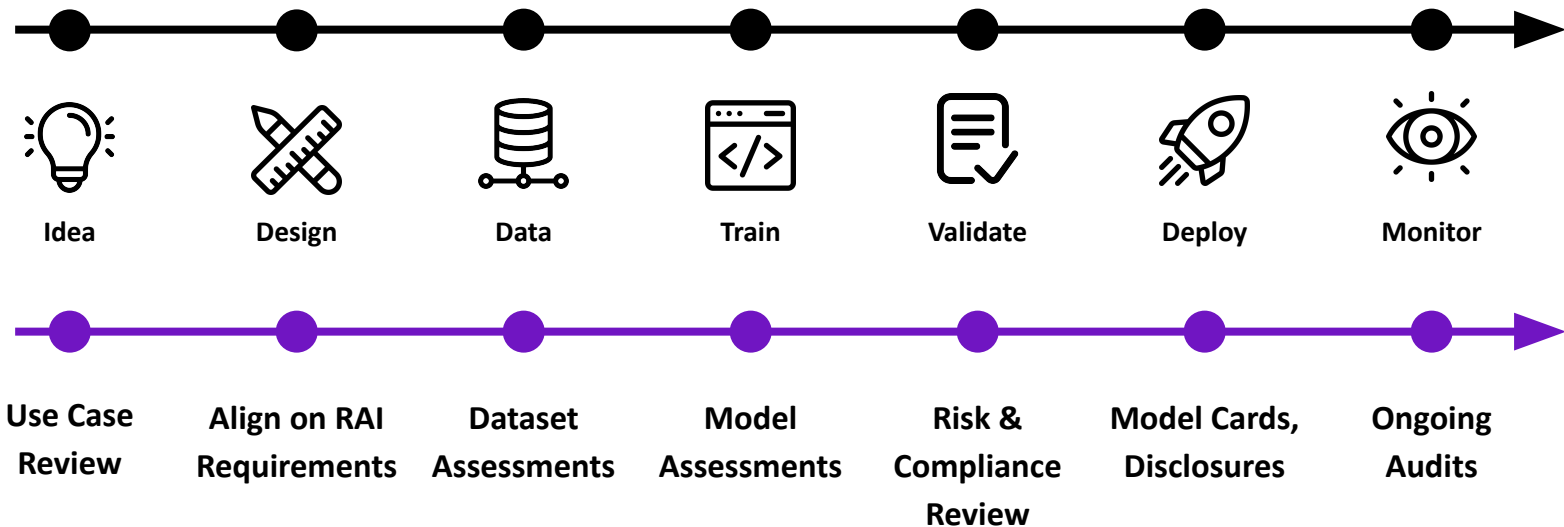 Idea
Design
Data
Train
Validate
Deploy
Monitor
Use Case
Review
Align on RAI
Requirements
Dataset
Assessments
Model
Assessments
Risk &
Compliance
Review
Model Cards,
Disclosures
Ongoing
Audits